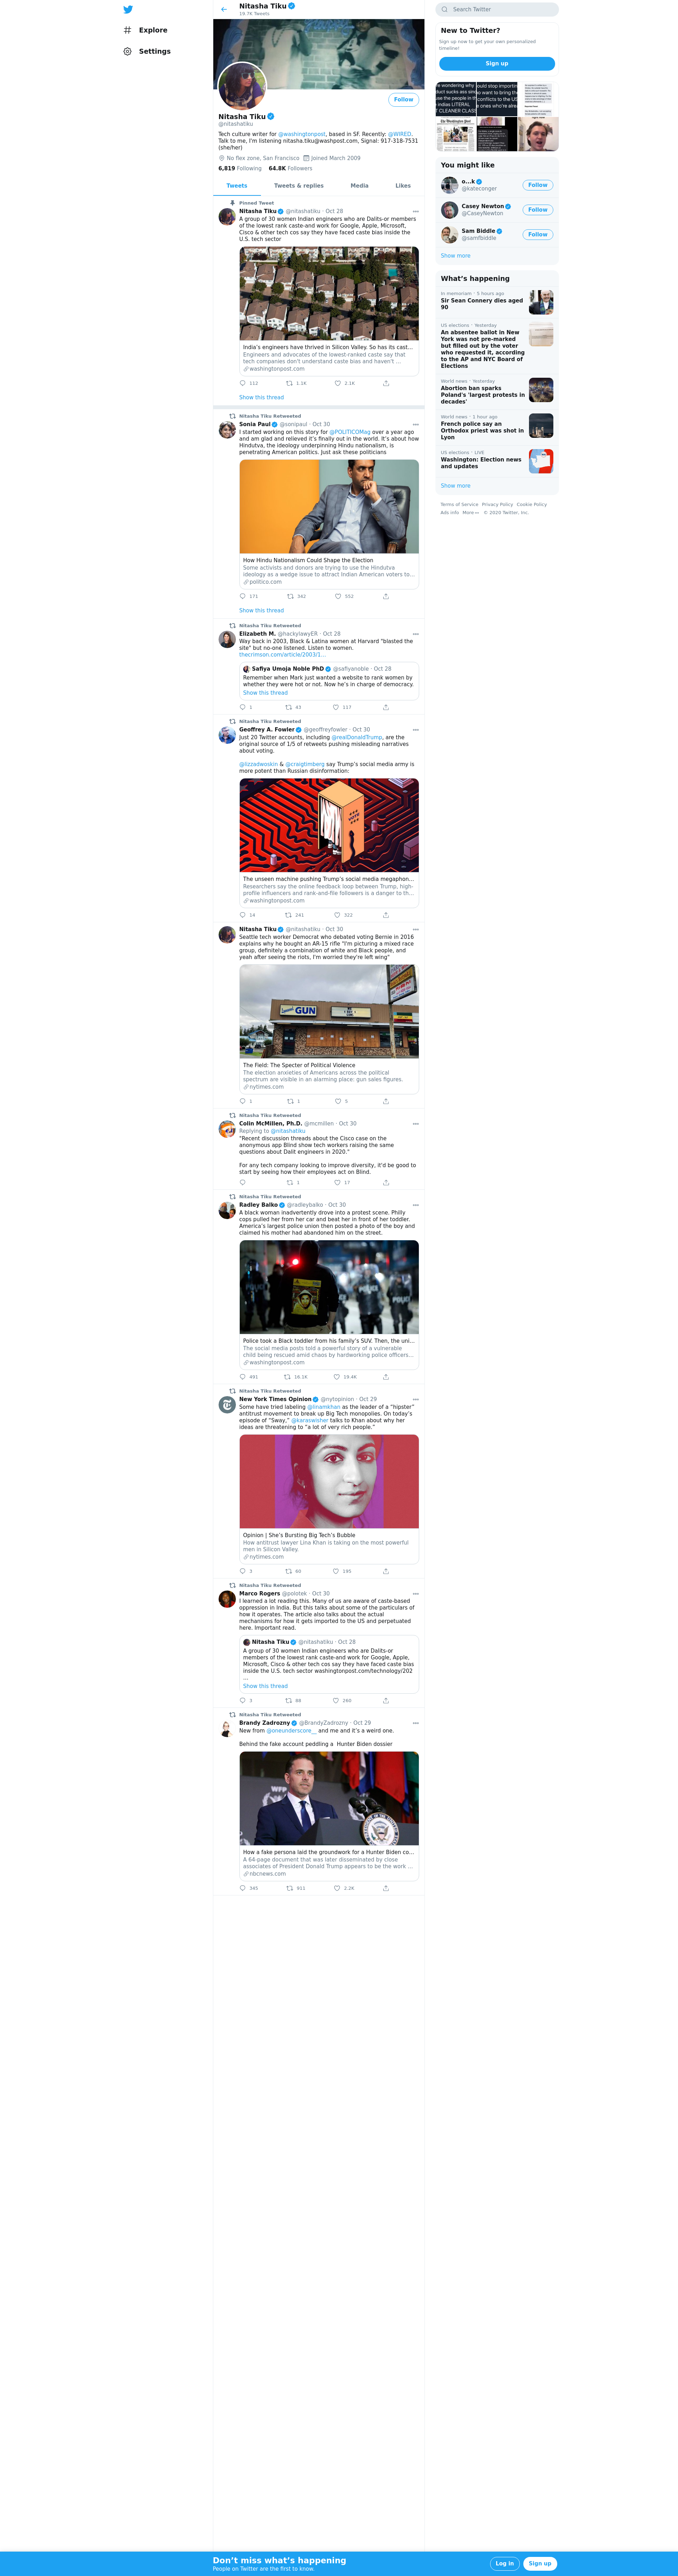 Explore
Settings
Nitasha Tiku
19.7K Tweets
Follow
Nitasha Tiku
@nitashatiku
Tech culture writer for @washingtonpost, based in SF. Recently: @WIRED.
Talk to me, I'm listening nitasha.tiku@washpost.com, Signal: 917-318-7531
(she/her)
No flex zone, San Francisco Joined March 2009
6,819 Following 64.8K Followers
Tweets Tweets & replies Media Likes
Pinned Tweet
Nitasha Tiku @nitashatiku · Oct 28
A group of 30 women Indian engineers who are Dalits-or members
of the lowest rank caste-and work for Google, Apple, Microsoft,
Cisco & other tech cos say they have faced caste bias inside the
U.S. tech sector
India's engineers have thrived in Silicon Valley. So has its cast...
Engineers and advocates of the lowest-ranked caste say that
tech companies don't understand caste bias and haven't ...
washingtonpost.com
112 1.1K 2.1K
Show this thread
Nitasha Tiku Retweeted
Sonia Paul @sonipaul · Oct 30
I started working on this story for @POLITICOMag over a year ago
and am glad and relieved it's finally out in the world. It's about how
Hindutva, the ideology underpinning Hindu nationalism, is
penetrating American politics. Just ask these politicians
How Hindu Nationalism Could Shape the Election
Some activists and donors are trying to use the Hindutva
ideology as a wedge issue to attract Indian American voters to...
politico.com
171 342 552
Show this thread
Nitasha Tiku Retweeted
Elizabeth M. @hackylawyER · Oct 28
Way back in 2003, Black & Latina women at Harvard "blasted the
site" but no-one listened. Listen to women.
thecrimson.com/article/2003/1...
Safiya Umoja Noble PhD @safiyanoble · Oct 28
Remember when Mark just wanted a website to rank women by
whether they were hot or not. Now he's in charge of democracy.
Show this thread
1 43 117
Nitasha Tiku Retweeted
Geoffrey A. Fowler @geoffreyfowler · Oct 30
Just 20 Twitter accounts, including @realDonaldTrump, are the
original source of 1/5 of retweets pushing misleading narratives
about voting.
@lizzadwoskin & @craigtimberg say Trump's social media army is
more potent than Russian disinformation:
The unseen machine pushing Trump's social media megaphon...
Researchers say the online feedback loop between Trump, high-
profile influencers and rank-and-file followers is a danger to th...
washingtonpost.com
14 241 322
Nitasha Tiku @nitashatiku · Oct 30
Seattle tech worker Democrat who debated voting Bernie in 2016
explains why he bought an AR-15 rifle "I'm picturing a mixed race
group, definitely a combination of white and Black people, and
yeah after seeing the riots, I'm worried they're left wing"
GUN
The Field: The Specter of Political Violence
The election anxieties of Americans across the political
spectrum are visible in an alarming place: gun sales figures.
nytimes.com
1 1 5
Nitasha Tiku Retweeted
Colin McMillen, Ph.D. @mcmillen · Oct 30
Replying to @nitashatiku
"Recent discussion threads about the Cisco case on the
anonymous app Blind show tech workers raising the same
questions about Dalit engineers in 2020."
For any tech company looking to improve diversity, it'd be good to
start by seeing how their employees act on Blind.
1 17
Nitasha Tiku Retweeted
Radley Balko @radleybalko · Oct 30
A black woman inadvertently drove into a protest scene. Philly
cops pulled her from her car and beat her in front of her toddler.
America's largest police union then posted a photo of the boy and
claimed his mother had abandoned him on the street.
POLICE
Police took a Black toddler from his family's SUV. Then, the uni...
The social media posts told a powerful story of a vulnerable
child being rescued amid chaos by hardworking police officers...
washingtonpost.com
491 16.1K 19.4K
Nitasha Tiku Retweeted
New York Times Opinion @nytopinion · Oct 29
Some have tried labeling @linamkhan as the leader of a "hipster"
antitrust movement to break up Big Tech monopolies. On today's
episode of "Sway," @karaswisher talks to Khan about why her
ideas are threatening to "a lot of very rich people."
Opinion | She's Bursting Big Tech's Bubble
How antitrust lawyer Lina Khan is taking on the most powerful
men in Silicon Valley.
nytimes.com
3 60 195
Nitasha Tiku Retweeted
Marco Rogers @polotek · Oct 30
I learned a lot reading this. Many of us are aware of caste-based
oppression in India. But this talks about some of the particulars of
how it operates. The article also talks about the actual
mechanisms for how it gets imported to the US and perpetuated
here. Important read.
Nitasha Tiku @nitashatiku · Oct 28
A group of 30 women Indian engineers who are Dalits-or
members of the lowest rank caste-and work for Google, Apple,
Microsoft, Cisco & other tech cos say they have faced caste bias
inside the U.S. tech sector washingtonpost.com/technology/202
...
Show this thread
3 88 260
Nitasha Tiku Retweeted
Brandy Zadrozny @BrandyZadrozny · Oct 29
New from @oneunderscore__ and me and it's a weird one.
Behind the fake account peddling a Hunter Biden dossier
How a fake persona laid the groundwork for a Hunter Biden co...
A 64-page document that was later disseminated by close
associates of President Donald Trump appears to be the work ...
nbcnews.com
345 911 2.2K
Search Twitter
New to Twitter?
Sign up now to get your own personalized
timeline!
Sign up
You might like
o...k
@kateconger
Follow
Casey Newton
@CaseyNewton
Follow
Sam Biddle
@samfbiddle
Follow
Show more
What's happening
In memoriam · 5 hours ago
Sir Sean Connery dies aged
90
US elections · Yesterday
An absentee ballot in New
York was not pre-marked
but filled out by the voter
who requested it, according
to the AP and NYC Board of
Elections
World news · Yesterday
Abortion ban sparks
Poland's 'largest protests in
decades'
World news · 1 hour ago
French police say an
Orthodox priest was shot in
Lyon
US elections · LIVE
Washington: Election news
and updates
Show more
Terms of Service Privacy Policy Cookie Policy
Ads info More © 2020 Twitter, Inc.
Don't miss what's happening
People on Twitter are the first to know.
Log in Sign up